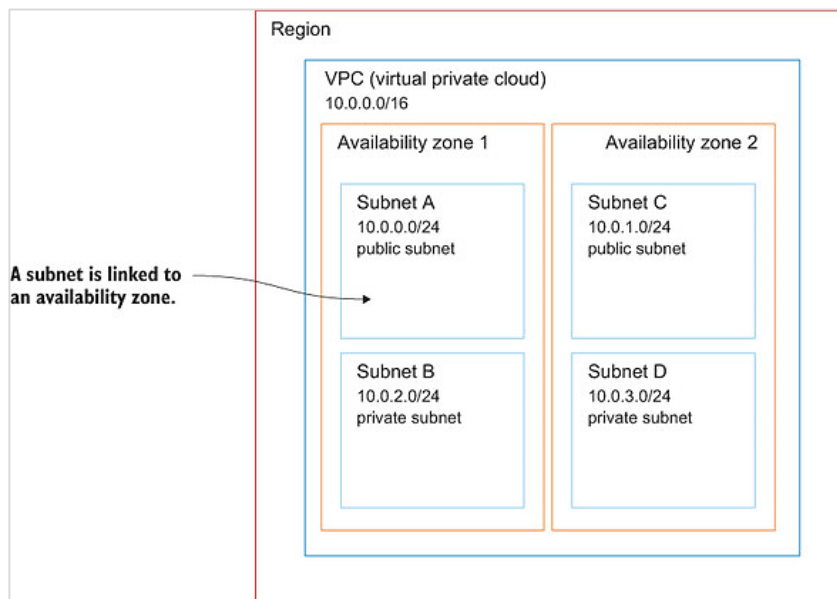 Region
VPC (virtual private cloud)
10.0.0.0/16
Availability zone 1
Subnet A
10.0.0.0/24
public subnet
Subnet B
10.0.2.0/24
private subnet
Availability zone 2
Subnet C
10.0.1.0/24
public subnet
Subnet D
10.0.3.0/24
private subnet
A subnet is linked to
an availability zone.